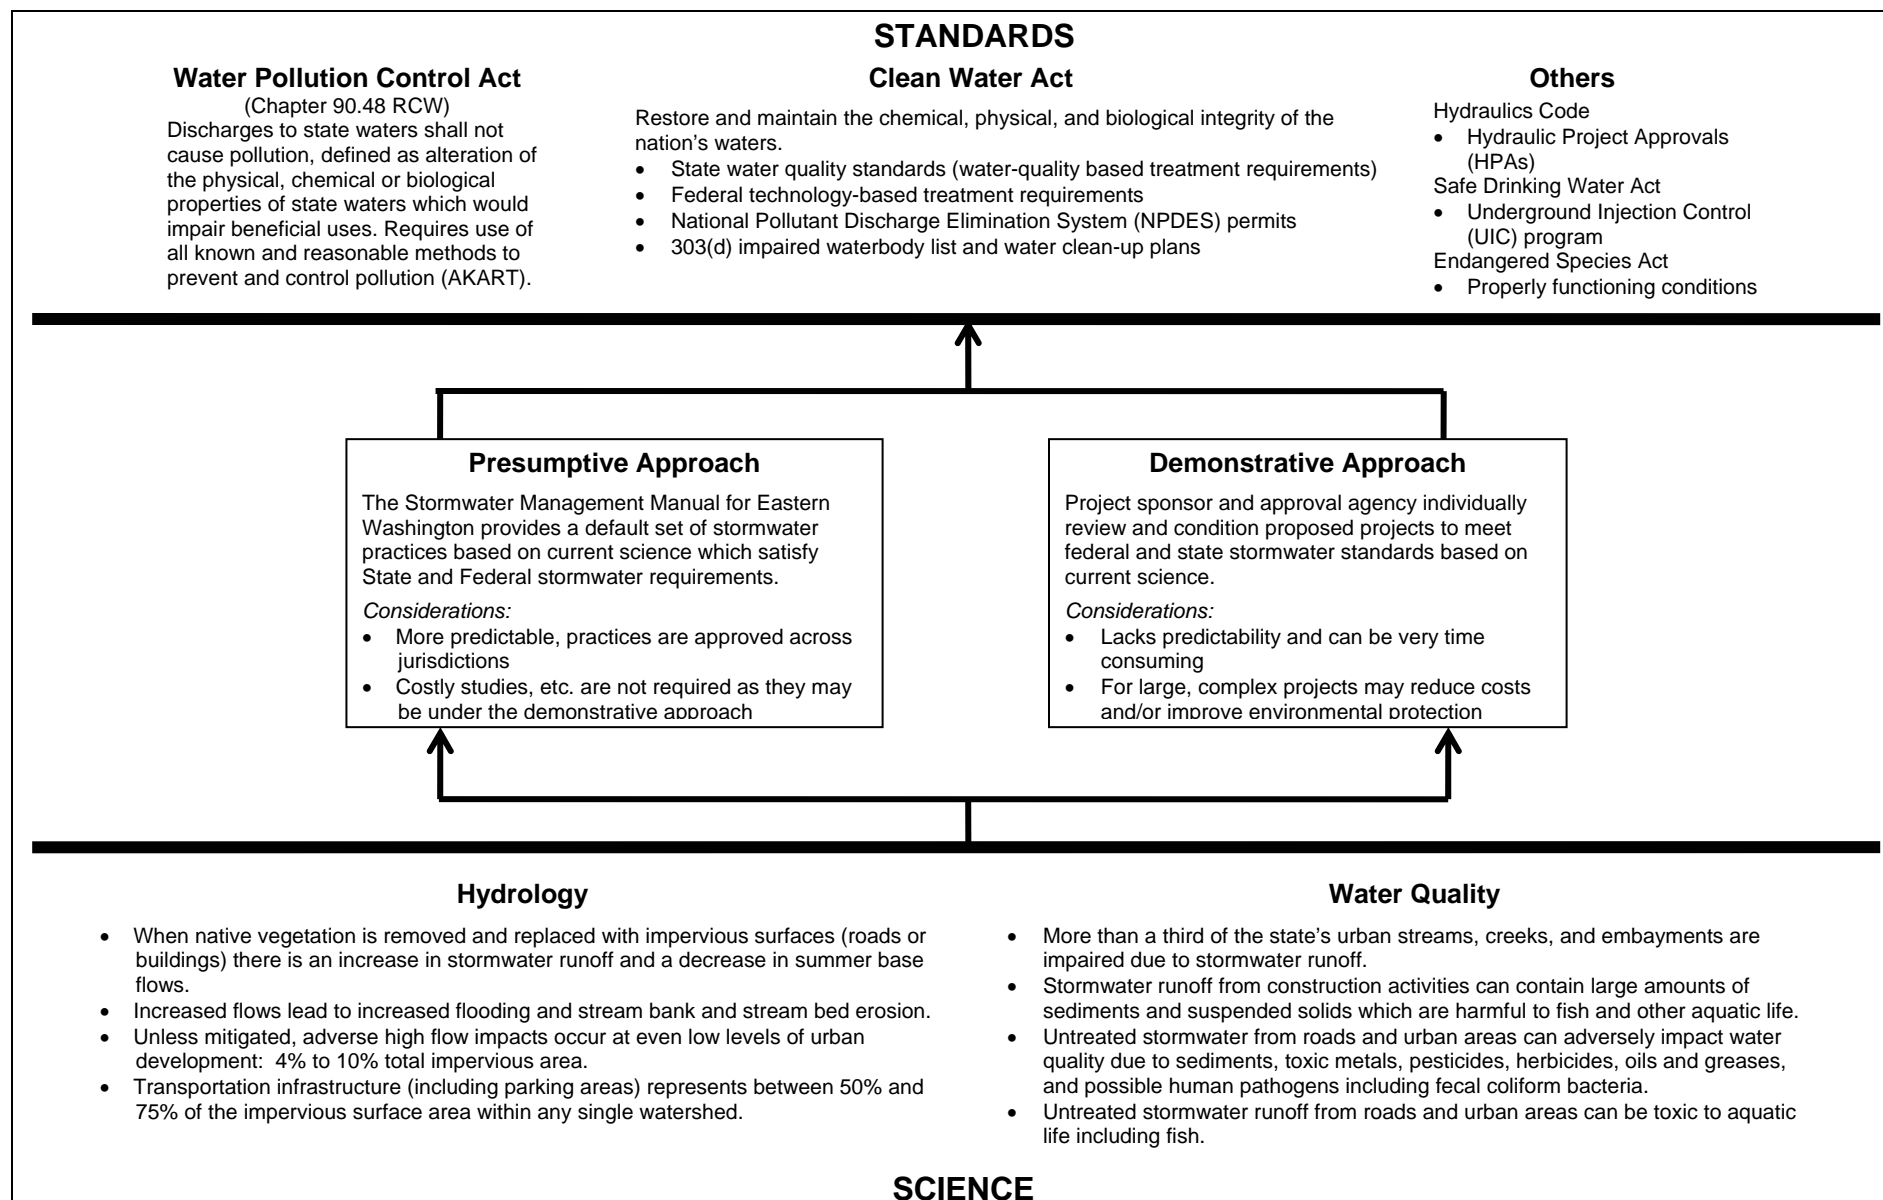 STANDARDS
Water Pollution Control Act
(Chapter 90.48 RCW)
Discharges to state waters shall not
cause pollution, defined as alteration of
the physical, chemical or biological
properties of state waters which would
impair beneficial uses. Requires use of
all known and reasonable methods to
prevent and control pollution (AKART).
Clean Water Act
Restore and maintain the chemical, physical, and biological integrity of the
nation’s waters.
• State water quality standards (water-quality based treatment requirements)
• Federal technology-based treatment requirements
• National Pollutant Discharge Elimination System (NPDES) permits
• 303(d) impaired waterbody list and water clean-up plans
Others
Hydraulics Code
• Hydraulic Project Approvals
(HPAs)
Safe Drinking Water Act
• Underground Injection Control
(UIC) program
Endangered Species Act
• Properly functioning conditions
Presumptive Approach
The Stormwater Management Manual for Eastern
Washington provides a default set of stormwater
practices based on current science which satisfy
State and Federal stormwater requirements.
Considerations:
• More predictable, practices are approved across
jurisdictions
• Costly studies, etc. are not required as they may
be under the demonstrative approach
Demonstrative Approach
Project sponsor and approval agency individually
review and condition proposed projects to meet
federal and state stormwater standards based on
current science.
Considerations:
• Lacks predictability and can be very time
consuming
• For large, complex projects may reduce costs
and/or improve environmental protection
Hydrology
• When native vegetation is removed and replaced with impervious surfaces (roads or
buildings) there is an increase in stormwater runoff and a decrease in summer base
flows.
• Increased flows lead to increased flooding and stream bank and stream bed erosion.
• Unless mitigated, adverse high flow impacts occur at even low levels of urban
development: 4% to 10% total impervious area.
• Transportation infrastructure (including parking areas) represents between 50% and
75% of the impervious surface area within any single watershed.
Water Quality
• More than a third of the state’s urban streams, creeks, and embayments are
impaired due to stormwater runoff.
• Stormwater runoff from construction activities can contain large amounts of
sediments and suspended solids which are harmful to fish and other aquatic life.
• Untreated stormwater from roads and urban areas can adversely impact water
quality due to sediments, toxic metals, pesticides, herbicides, oils and greases,
and possible human pathogens including fecal coliform bacteria.
• Untreated stormwater runoff from roads and urban areas can be toxic to aquatic
life including fish.
SCIENCE